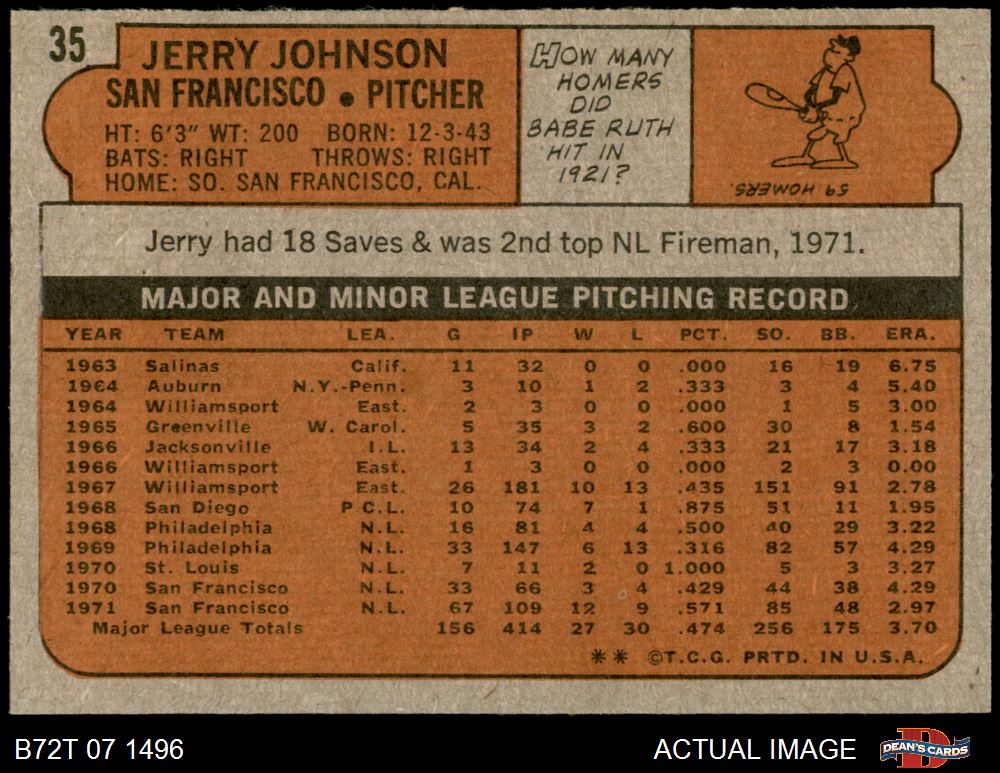 35
JERRY JOHNSON
SAN FRANCISCO • PITCHER
HT: 6'3" WT: 200 BORN: 12-3-43
BATS: RIGHT THROWS: RIGHT
HOME: SO. SAN FRANCISCO, CAL.
HOW MANY
HOMERS
DID
BABE RUTH
HIT IN
1921?
59 HOMERS.
Jerry had 18 Saves & was 2nd top NL Fireman, 1971.
MAJOR AND MINOR LEAGUE PITCHING RECORD
YEAR TEAM LEA. G IP W L PCT. SO. BB. ERA.
1963 Salinas Calif. 11 32 0 0 .000 16 19 6.75
1964 Auburn N.Y.-Penn. 3 10 1 2 .333 3 4 5.40
1964 Williamsport East. 2 3 0 0 .000 1 5 3.00
1965 Greenville W. Carol. 5 35 3 2 .600 30 8 1.54
1966 Jacksonville I.L. 13 34 2 4 .333 21 17 3.18
1966 Williamsport East. 1 3 0 0 .000 2 3 0.00
1967 Williamsport East. 26 181 10 13 .435 151 91 2.78
1968 San Diego P.C.L. 10 74 7 1 .875 51 11 1.95
1968 Philadelphia N.L. 16 81 4 4 .500 40 29 3.22
1969 Philadelphia N.L. 33 147 6 13 .316 82 57 4.29
1970 St. Louis N.L. 7 11 2 0 1.000 5 3 3.27
1970 San Francisco N.L. 33 66 3 4 .429 44 38 4.29
1971 San Francisco N.L. 67 109 12 9 .571 85 48 2.97
Major League Totals 156 414 27 30 .474 256 175 3.70
** ©T.C.G. PRTD. IN U.S.A.
B72T 07 1496
ACTUAL IMAGE
DEAN'S CARDS